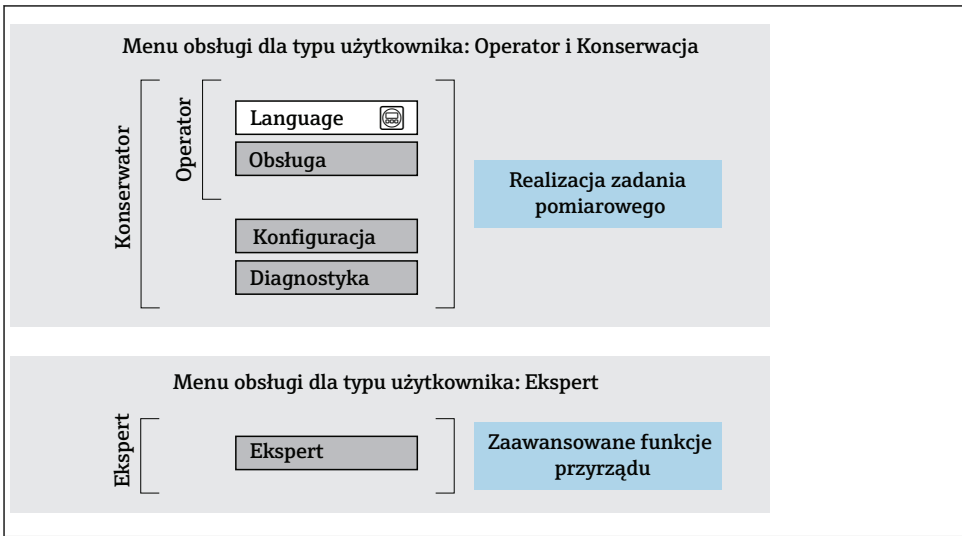 Menu obsługi dla typu użytkownika: Operator i Konserwacja
Konserwator
Operator
Language
Obsługa
Konfiguracja
Diagnostyka
Realizacja zadania
pomiarowego
Menu obsługi dla typu użytkownika: Ekspert
Ekspert
Ekspert
Zaawansowane funkcje
przyrządu